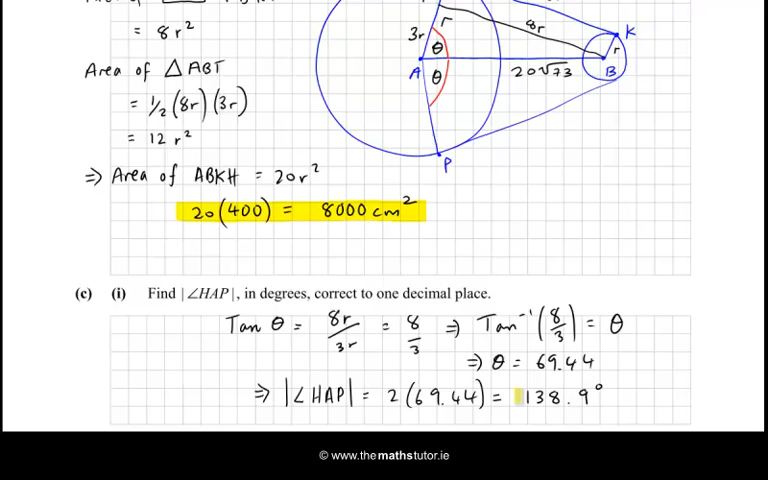 = 8r²
Area of △ABT
= ½ (8r)(3r)
= 12 r²
⇒ Area of ABKH = 20r²
20(400) = 8000 cm²
r
8r
K
3r
θ
r
A
20√73
B
θ
P
(c) (i) Find |∠HAP|, in degrees, correct to one decimal place.
Tan θ = 8r/3r = 8/3 ⇒ Tan⁻¹(8/3) = θ
⇒ θ = 69.44
⇒ |∠HAP| = 2(69.44) = 138.9°
© www.themathstutor.ie